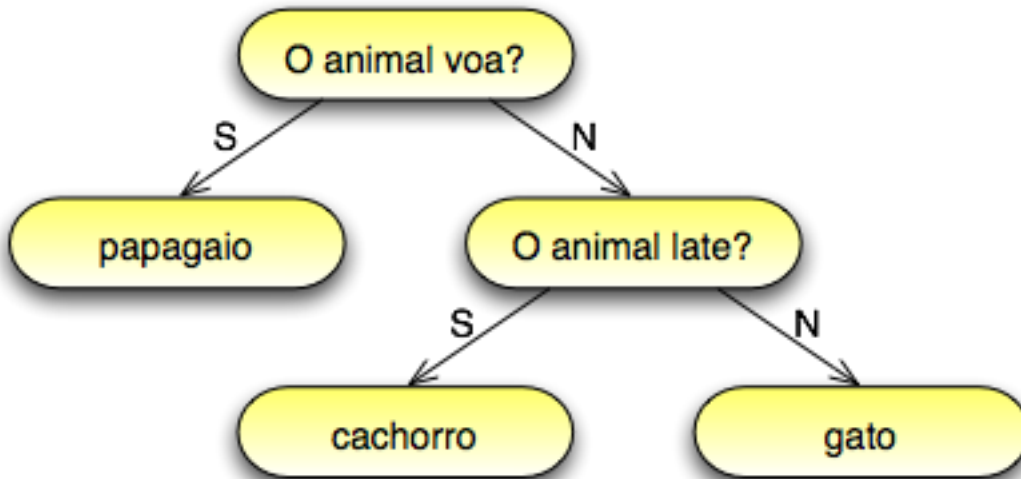 O animal voa?
S
N
papagaio
O animal late?
S
N
cachorro
gato